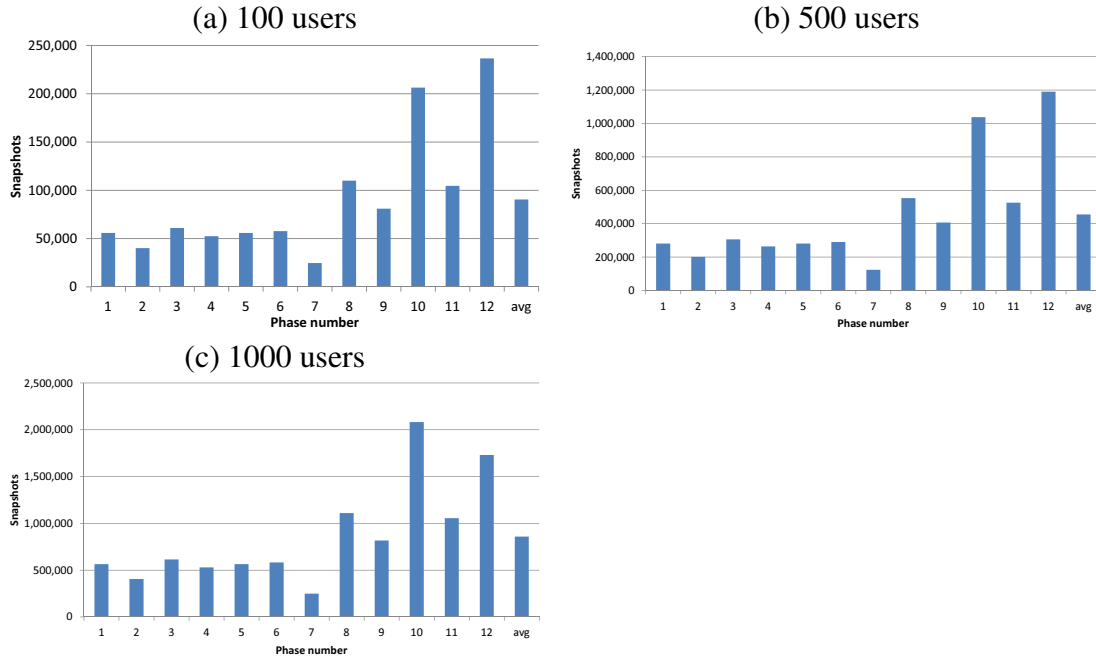 (a) 100 users
250,000
200,000
150,000
100,000
50,000
0
Snapshots
1 2 3 4 5 6 7 8 9 10 11 12 avg
Phase number
(b) 500 users
1,400,000
1,200,000
1,000,000
800,000
600,000
400,000
200,000
0
Snapshots
1 2 3 4 5 6 7 8 9 10 11 12 avg
Phase number
(c) 1000 users
2,500,000
2,000,000
1,500,000
1,000,000
500,000
0
Snapshots
1 2 3 4 5 6 7 8 9 10 11 12 avg
Phase number